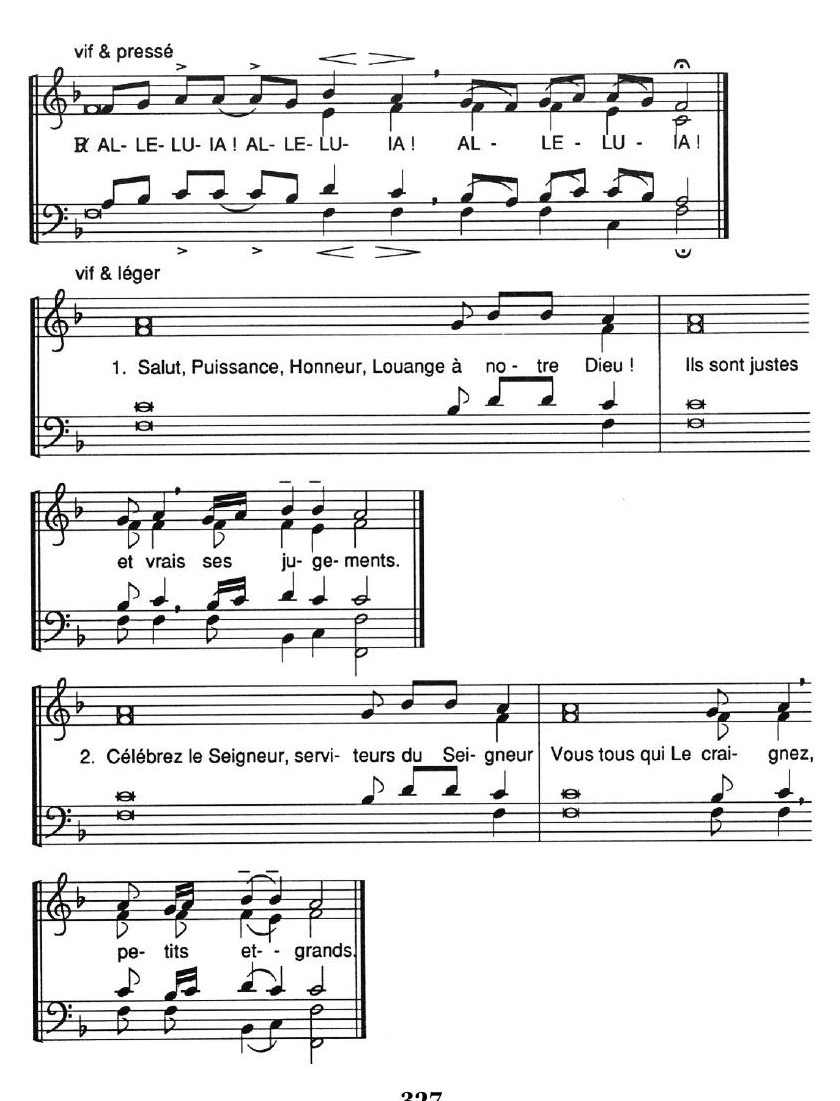 vif & pressé
℟ AL- LE- LU- IA ! AL- LE- LU- IA ! AL - LE - LU - IA !
vif & léger
1. Salut, Puissance, Honneur, Louange à no - tre Dieu ! Ils sont justes
et vrais ses ju- ge- ments.
2. Célébrez le Seigneur, servi- teurs du Sei- gneur Vous tous qui Le crai- gnez,
pe- tits et- - grands.
327